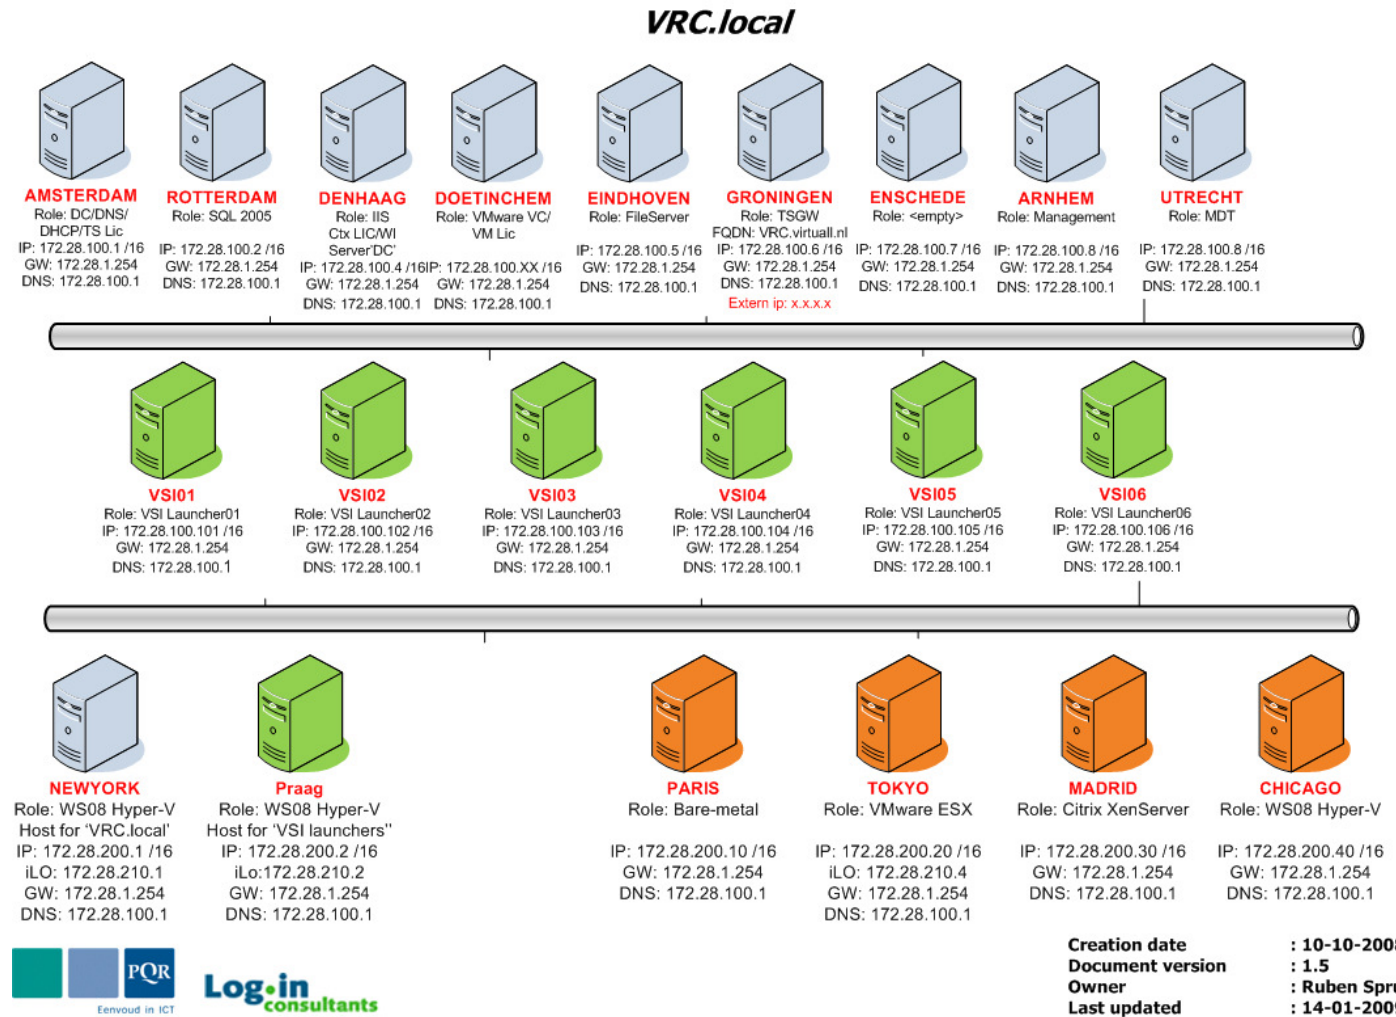 VRC.local
AMSTERDAM
Role: DC/DNS/
DHCP/TS Lic
IP: 172.28.100.1 /16
GW: 172.28.1.254
DNS: 172.28.100.1
ROTTERDAM
Role: SQL 2005
IP: 172.28.100.2 /16
GW: 172.28.1.254
DNS: 172.28.100.1
DENHAAG
Role: IIS
Ctx LIC/WI
Server'DC'
IP: 172.28.100.4 /16
GW: 172.28.1.254
DNS: 172.28.100.1
DOETINCHEM
Role: VMware VC/
VM Lic
IP: 172.28.100.XX /16
GW: 172.28.1.254
DNS: 172.28.100.1
EINDHOVEN
Role: FileServer
IP: 172.28.100.5 /16
GW: 172.28.1.254
DNS: 172.28.100.1
GRONINGEN
Role: TSGW
FQDN: VRC.virtuall.nl
IP: 172.28.100.6 /16
GW: 172.28.1.254
DNS: 172.28.100.1
Extern ip: x.x.x.x
ENSCHEDE
Role: <empty>
IP: 172.28.100.7 /16
GW: 172.28.1.254
DNS: 172.28.100.1
ARNHEM
Role: Management
IP: 172.28.100.8 /16
GW: 172.28.1.254
DNS: 172.28.100.1
UTRECHT
Role: MDT
IP: 172.28.100.8 /16
GW: 172.28.1.254
DNS: 172.28.100.1
VSI01
Role: VSI Launcher01
IP: 172.28.100.101 /16
GW: 172.28.1.254
DNS: 172.28.100.1
VSI02
Role: VSI Launcher02
IP: 172.28.100.102 /16
GW: 172.28.1.254
DNS: 172.28.100.1
VSI03
Role: VSI Launcher03
IP: 172.28.100.103 /16
GW: 172.28.1.254
DNS: 172.28.100.1
VSI04
Role: VSI Launcher04
IP: 172.28.100.104 /16
GW: 172.28.1.254
DNS: 172.28.100.1
VSI05
Role: VSI Launcher05
IP: 172.28.100.105 /16
GW: 172.28.1.254
DNS: 172.28.100.1
VSI06
Role: VSI Launcher06
IP: 172.28.100.106 /16
GW: 172.28.1.254
DNS: 172.28.100.1
NEWYORK
Role: WS08 Hyper-V
Host for 'VRC.local'
IP: 172.28.200.1 /16
iLO: 172.28.210.1
GW: 172.28.1.254
DNS: 172.28.100.1
Praag
Role: WS08 Hyper-V
Host for 'VSI launchers''
IP: 172.28.200.2 /16
iLo:172.28.210.2
GW: 172.28.1.254
DNS: 172.28.100.1
PARIS
Role: Bare-metal
IP: 172.28.200.10 /16
GW: 172.28.1.254
DNS: 172.28.100.1
TOKYO
Role: VMware ESX
IP: 172.28.200.20 /16
iLO: 172.28.210.4
GW: 172.28.1.254
DNS: 172.28.100.1
MADRID
Role: Citrix XenServer
IP: 172.28.200.30 /16
GW: 172.28.1.254
DNS: 172.28.100.1
CHICAGO
Role: WS08 Hyper-V
IP: 172.28.200.40 /16
GW: 172.28.1.254
DNS: 172.28.100.1
PQR
Eenvoud in ICT
Log•in
consultants
Creation date : 10-10-2008
Document version : 1.5
Owner : Ruben Spru
Last updated : 14-01-2009